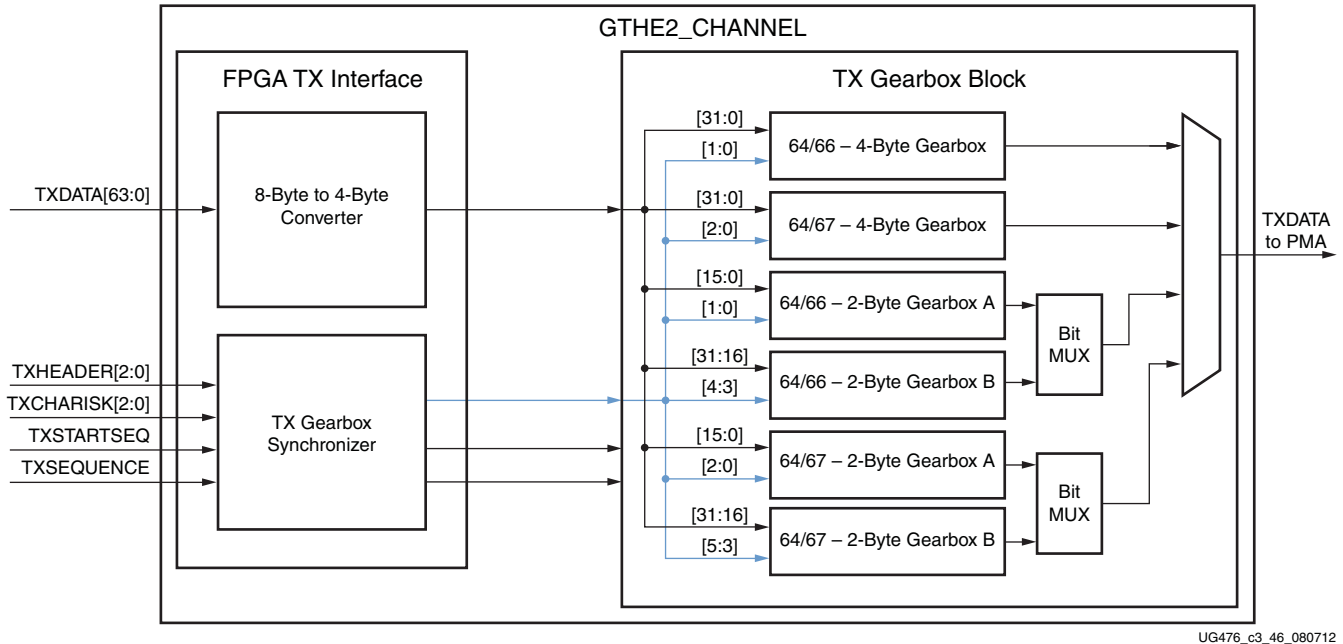 GTHE2_CHANNEL
FPGA TX Interface
8-Byte to 4-Byte
Converter
TX Gearbox
Synchronizer
TXDATA[63:0]
TXHEADER[2:0]
TXCHARISK[2:0]
TXSTARTSEQ
TXSEQUENCE
TX Gearbox Block
[31:0]
[1:0]
64/66 – 4-Byte Gearbox
[31:0]
[2:0]
64/67 – 4-Byte Gearbox
[15:0]
[1:0]
64/66 – 2-Byte Gearbox A
[31:16]
[4:3]
64/66 – 2-Byte Gearbox B
Bit
MUX
[15:0]
[2:0]
64/67 – 2-Byte Gearbox A
[31:16]
[5:3]
64/67 – 2-Byte Gearbox B
Bit
MUX
TXDATA
to PMA
UG476_c3_46_080712